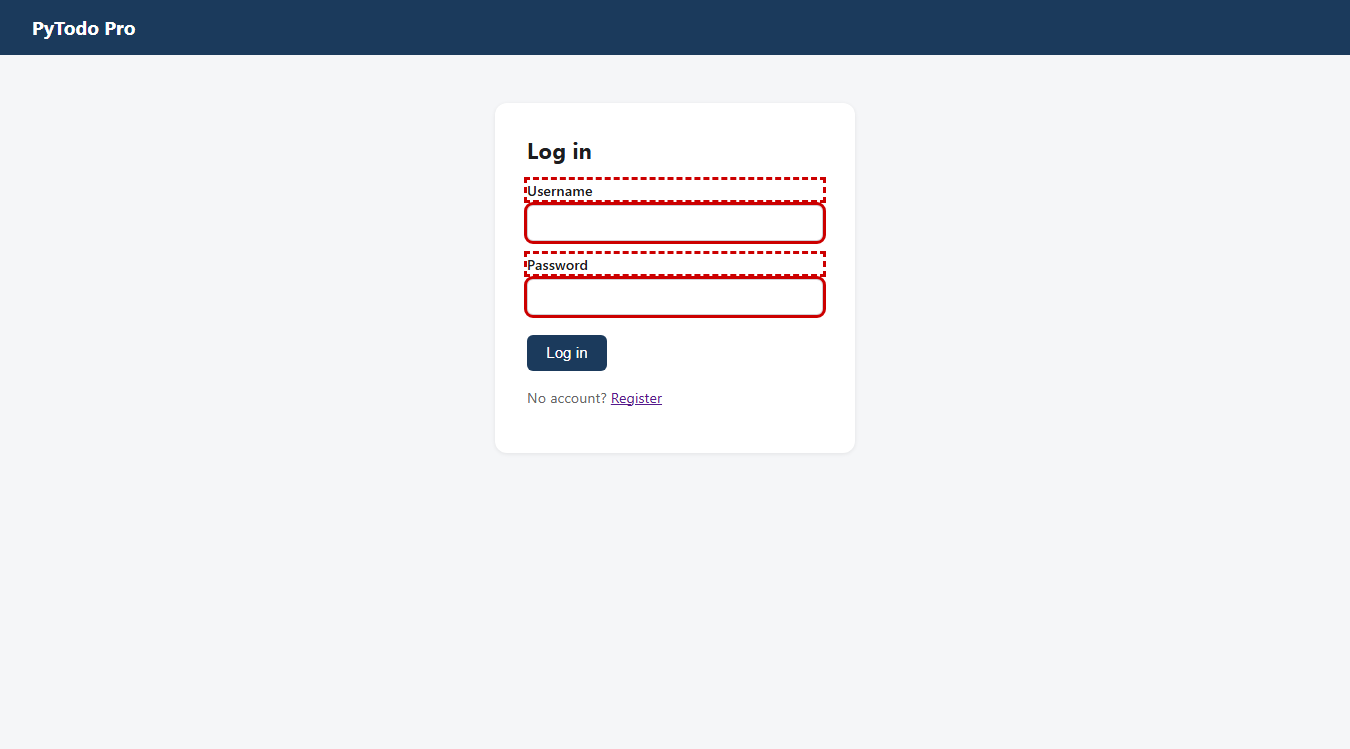 PyTodo Pro
Log in
Username
Password
Log in
No account? Register